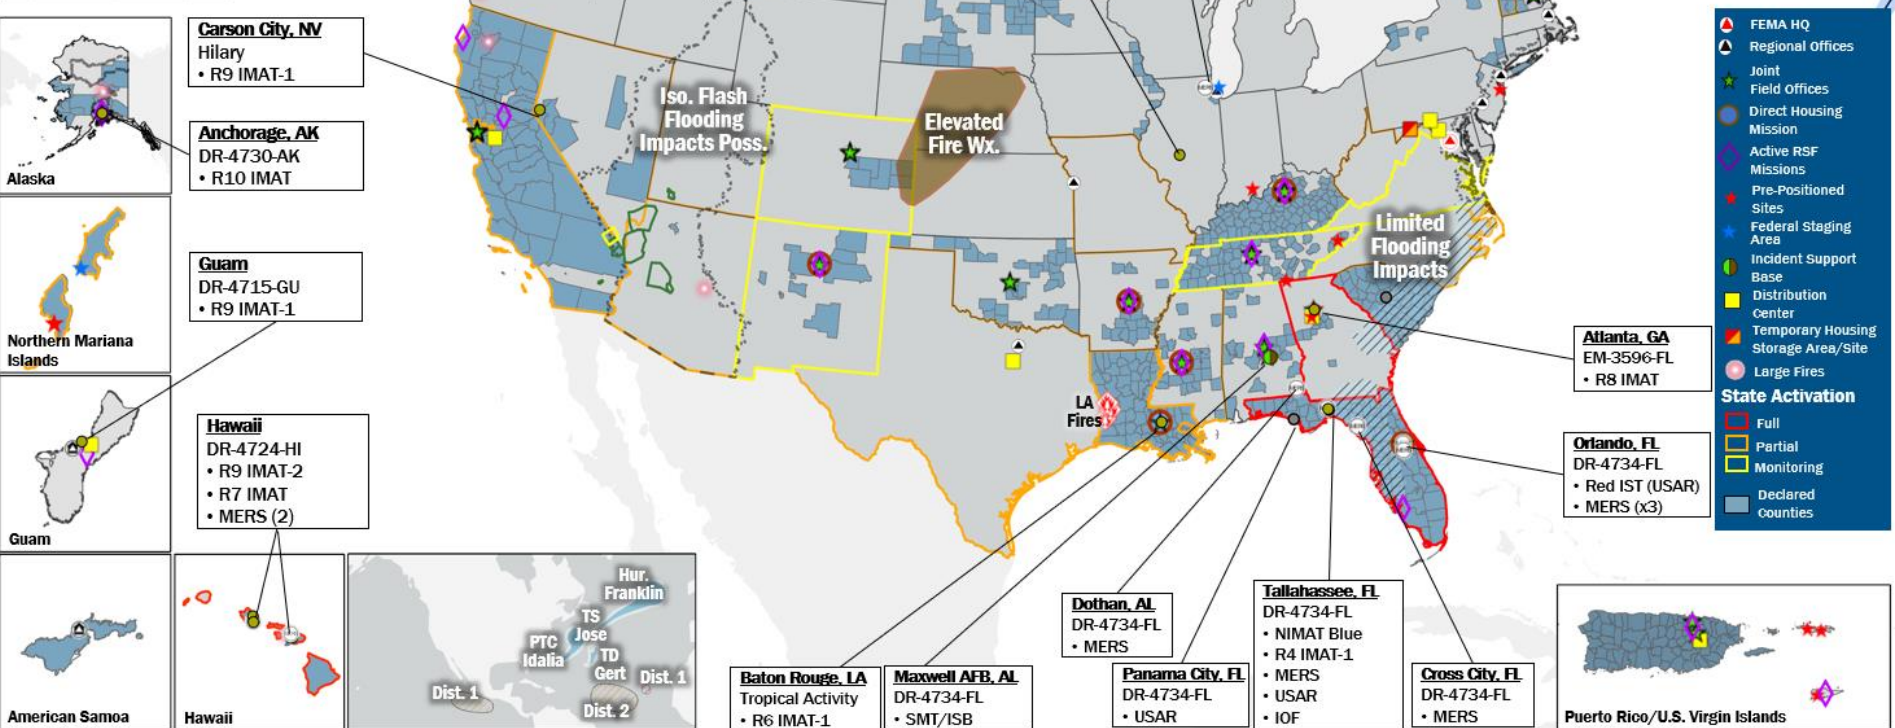 Carson City, NV
Hilary
• R9 IMAT-1
Anchorage, AK
DR-4730-AK
• R10 IMAT
Alaska
Guam
DR-4715-GU
• R9 IMAT-1
Northern Mariana
Islands
Guam
Hawaii
DR-4724-HI
• R9 IMAT-2
• R7 IMAT
• MERS (2)
American Samoa
Hawaii
Iso. Flash
Flooding
Impacts Poss.
Elevated
Fire Wx.
Limited
Flooding
Impacts
LA
Fires
Hur.
Franklin
TS
Jose
PTC
Idalia
TD
Gert
Dist. 1
Dist. 1
Dist. 2
Baton Rouge, LA
Tropical Activity
• R6 IMAT-1
Maxwell AFB, AL
DR-4734-FL
• SMT/ISB
Dothan, AL
DR-4734-FL
• MERS
Panama City, FL
DR-4734-FL
• USAR
Tallahassee, FL
DR-4734-FL
• NIMAT Blue
• R4 IMAT-1
• MERS
• USAR
• IOF
Cross City, FL
DR-4734-FL
• MERS
Atlanta, GA
EM-3596-FL
• R8 IMAT
Orlando, FL
DR-4734-FL
• Red IST (USAR)
• MERS (x3)
Puerto Rico/U.S. Virgin Islands
FEMA HQ
Regional Offices
Joint
Field Offices
Direct Housing
Mission
Active RSF
Missions
Pre-Positioned
Sites
Federal Staging
Area
Incident Support
Base
Distribution
Center
Temporary Housing
Storage Area/Site
Large Fires
State Activation
Full
Partial
Monitoring
Declared
Counties